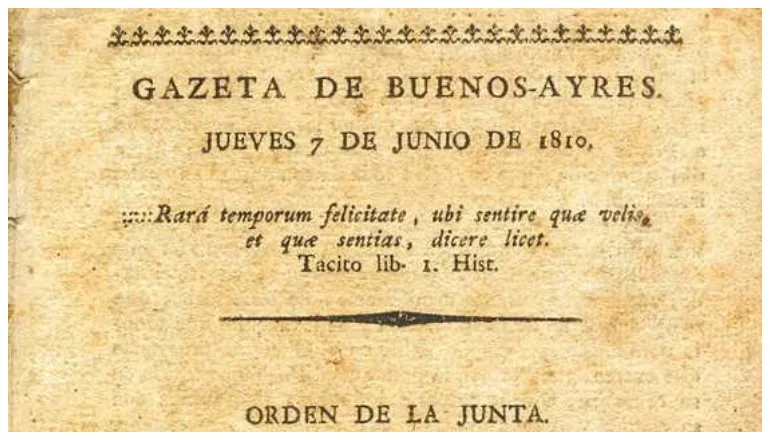 GAZETA DE BUENOS-AYRES.
JUEVES 7 DE JUNIO DE 1810.
:::::Rará temporum felicitate, ubi sentire quæ velis,
et quæ sentias, dicere licet.
Tacito lib. 1. Hist.
ORDEN DE LA JUNTA.